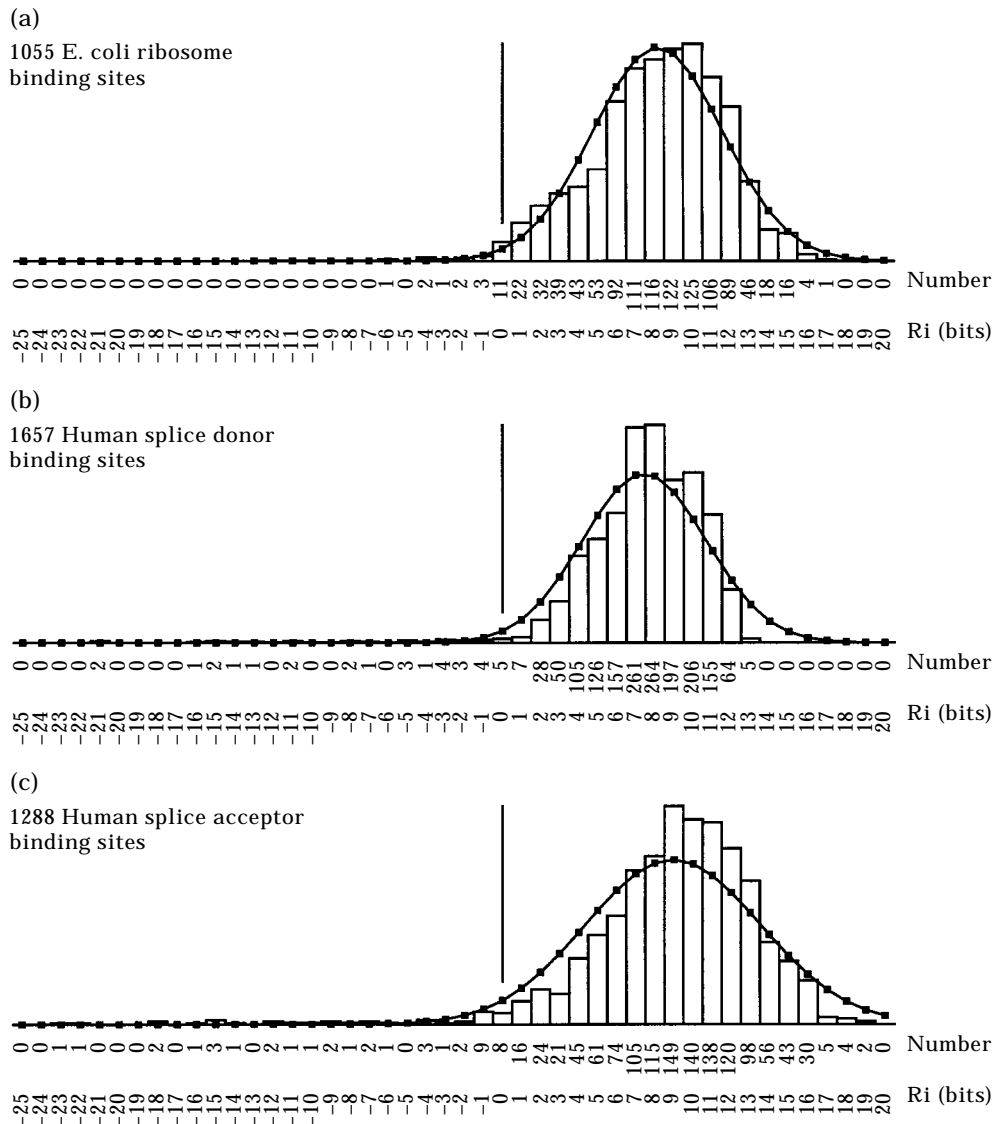 (a)
1055 E. coli ribosome
binding sites
0 0 0 0 0 0 0 0 0 0 0 0 0 0 0 0 0 0 0 1 0 2 1 2 3 11 22 32 39 43 53 92 111 116 122 125 106 89 46 18 16 4 1 0 0 0 Number
−25 −24 −23 −22 −21 −20 −19 −18 −17 −16 −15 −14 −13 −12 −11 −10 −9 −8 −7 −6 −5 −4 −3 −2 −1 0 1 2 3 4 5 6 7 8 9 10 11 12 13 14 15 16 17 18 19 20 Ri (bits)
(b)
1657 Human splice donor
binding sites
0 0 0 0 2 0 0 0 0 1 2 1 1 0 2 0 0 2 1 0 3 1 4 3 4 5 7 28 50 105 126 157 261 264 197 206 155 64 5 0 0 0 0 0 0 0 Number
−25 −24 −23 −22 −21 −20 −19 −18 −17 −16 −15 −14 −13 −12 −11 −10 −9 −8 −7 −6 −5 −4 −3 −2 −1 0 1 2 3 4 5 6 7 8 9 10 11 12 13 14 15 16 17 18 19 20 Ri (bits)
(c)
1288 Human splice acceptor
binding sites
0 0 1 1 0 0 0 2 0 1 3 1 0 2 1 1 2 1 2 1 0 3 1 2 9 8 16 24 21 45 61 74 105 115 149 140 138 120 98 56 43 30 5 4 2 0 Number
−25 −24 −23 −22 −21 −20 −19 −18 −17 −16 −15 −14 −13 −12 −11 −10 −9 −8 −7 −6 −5 −4 −3 −2 −1 0 1 2 3 4 5 6 7 8 9 10 11 12 13 14 15 16 17 18 19 20 Ri (bits)